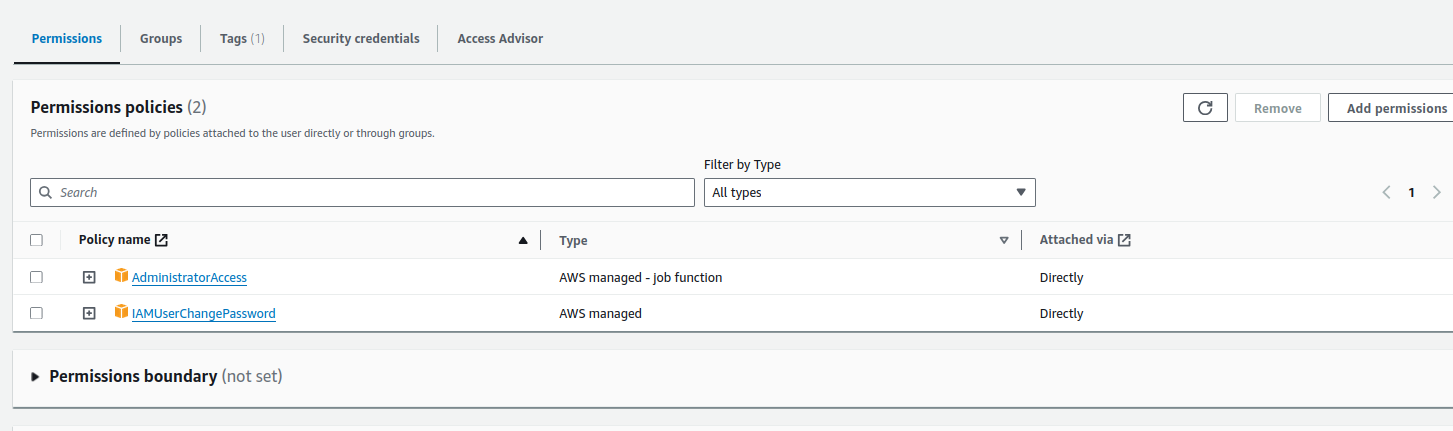 Permissions Groups Tags (1) Security credentials Access Advisor
Permissions policies (2)
Remove Add permissions
Permissions are defined by policies attached to the user directly or through groups.
Filter by Type
Search All types 1
Policy name Type Attached via
AdministratorAccess AWS managed - job function Directly
IAMUserChangePassword AWS managed Directly
Permissions boundary (not set)